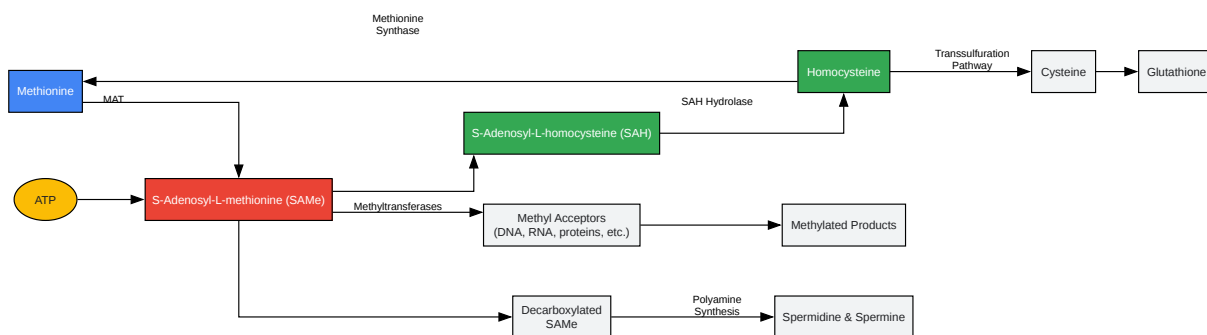 Methionine
Synthase
Transsulfuration
Pathway
Homocysteine
Cysteine
Glutathione
Methionine
MAT
SAH Hydrolase
S-Adenosyl-L-homocysteine (SAH)
ATP
S-Adenosyl-L-methionine (SAMe)
Methyltransferases
Methyl Acceptors
(DNA, RNA, proteins, etc.)
Methylated Products
Decarboxylated
SAMe
Polyamine
Synthesis
Spermidine & Spermine